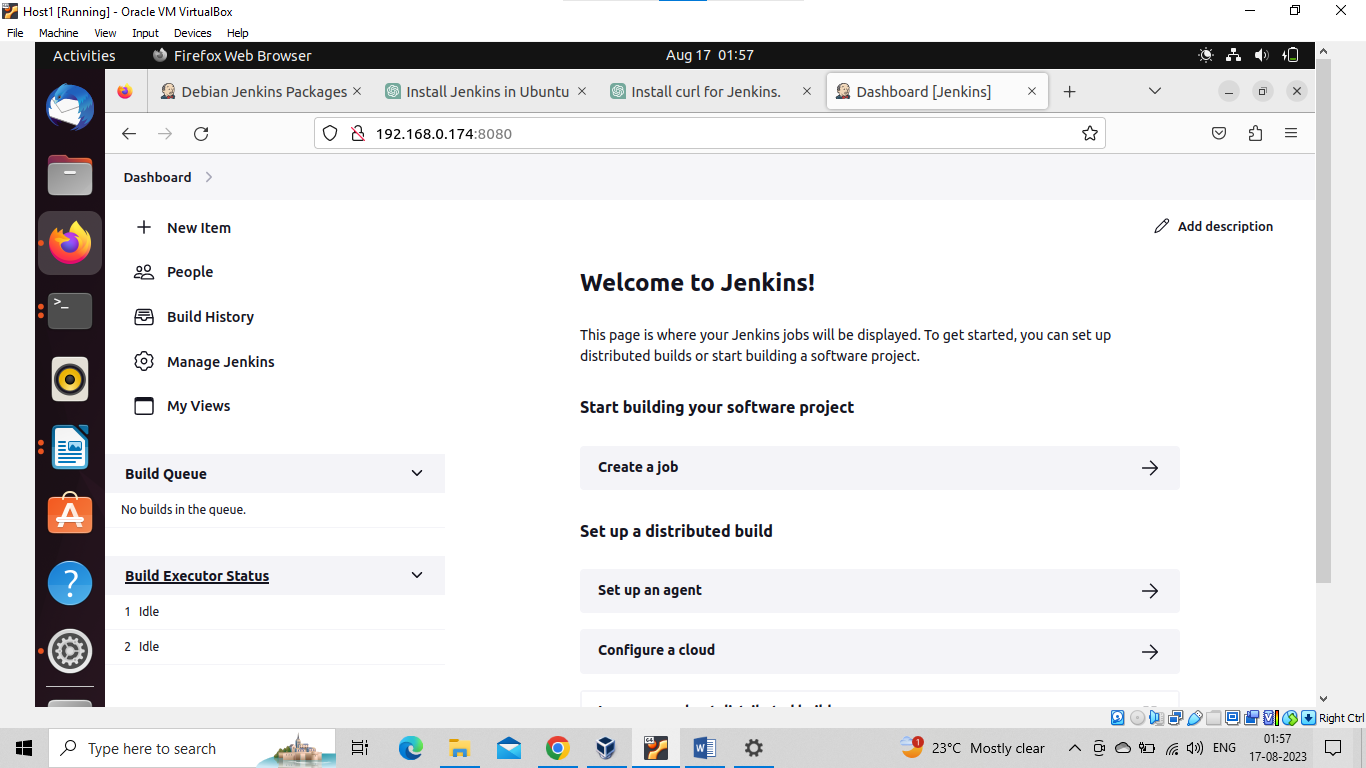 Host1 [Running] - Oracle VM VirtualBox
File Machine View Input Devices Help
Activities Firefox Web Browser Aug 17 01:57
Debian Jenkins Packages Install Jenkins in Ubuntu Install curl for Jenkins. Dashboard [Jenkins]
192.168.0.174:8080
Dashboard
New Item
Add description
People
Build History
Manage Jenkins
My Views
Build Queue
No builds in the queue.
Build Executor Status
1 Idle
2 Idle
Welcome to Jenkins!
This page is where your Jenkins jobs will be displayed. To get started, you can set up
distributed builds or start building a software project.
Start building your software project
Create a job
Set up a distributed build
Set up an agent
Configure a cloud
Right Ctrl
Type here to search
64
1
23°C Mostly clear
ENG
01:57
17-08-2023